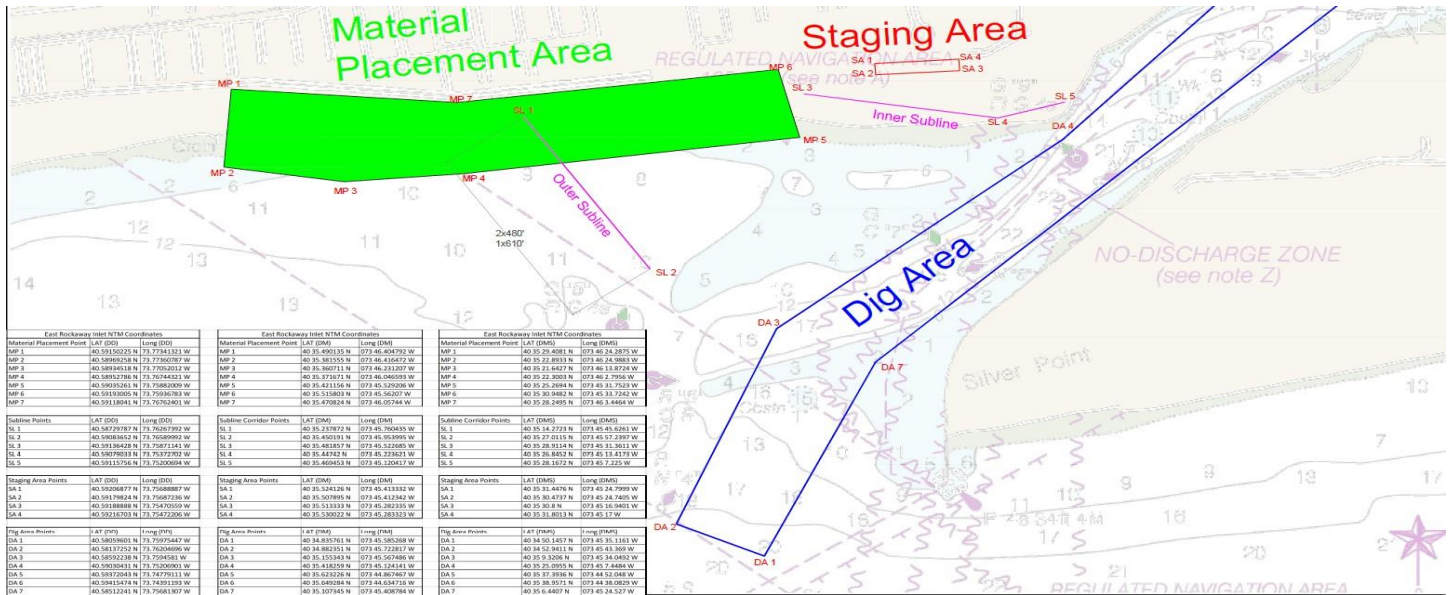 Material
Placement Area
Staging Area
REGULATED NAVIGATION AREA
(see note A)
SA 1
SA 4
SA 2
SA 3
MP 1
MP 7
MP 6
SL 1
SL 3
SL 4
SL 5
Inner Subline
DA 4
MP 5
MP 2
MP 3
MP 4
Outer Subline
2x480'
1x610'
SL 2
NO-DISCHARGE ZONE
(see note Z)
Dig Area
DA 3
DA 7
Silver Point
DA 2
DA 1
REGULATED NAVIGATION AREA
East Rockaway Inlet NTM Coordinates
Material Placement Point LAT (DD) Long (DD)
MP 1 40.59150225 N 73.77341321 W
MP 2 40.58969258 N 73.77360787 W
MP 3 40.58934518 N 73.77052012 W
MP 4 40.58952786 N 73.76744321 W
MP 5 40.59035261 N 73.75882009 W
MP 6 40.59193005 N 73.75936783 W
MP 7 40.59118041 N 73.76762401 W
Subline Points LAT (DD) Long (DD)
SL 1 40.58729787 N 73.76267392 W
SL 2 40.59083652 N 73.76589992 W
SL 3 40.59136428 N 73.75871141 W
SL 4 40.59079033 N 73.75372702 W
SL 5 40.59115756 N 73.75200694 W
Staging Area Points LAT (DD) Long (DD)
SA 1 40.59206877 N 73.75688887 W
SA 2 40.59179824 N 73.75687236 W
SA 3 40.59188888 N 73.75470559 W
SA 4 40.59216703 N 73.75472206 W
Dig Area Points LAT (DD) Long (DD)
DA 1 40.58059601 N 73.75975447 W
DA 2 40.58137252 N 73.76204696 W
DA 3 40.58592238 N 73.7594581 W
DA 4 40.59030431 N 73.75206901 W
DA 5 40.59372043 N 73.74779111 W
DA 6 40.59415474 N 73.74391193 W
DA 7 40.58512241 N 73.75681307 W
East Rockaway Inlet NTM Coordinates
Material Placement Point LAT (DM) Long (DM)
MP 1 40 35.490135 N 073 46.404792 W
MP 2 40 35.381555 N 073 46.416472 W
MP 3 40 35.360711 N 073 46.231207 W
MP 4 40 35.371671 N 073 46.046593 W
MP 5 40 35.421156 N 073 45.529206 W
MP 6 40 35.515803 N 073 45.56207 W
MP 7 40 35.470824 N 073 46.05744 W
Subline Corridor Points LAT (DM) Long (DM)
SL 1 40 35.237872 N 073 45.760435 W
SL 2 40 35.450191 N 073 45.953995 W
SL 3 40 35.481857 N 073 45.522685 W
SL 4 40 35.44742 N 073 45.223621 W
SL 5 40 35.469453 N 073 45.120417 W
Staging Area Points LAT (DM) Long (DM)
SA 1 40 35.524126 N 073 45.413332 W
SA 2 40 35.507895 N 073 45.412342 W
SA 3 40 35.513333 N 073 45.282335 W
SA 4 40 35.530022 N 073 45.283323 W
Dig Area Points LAT (DM) Long (DM)
DA 1 40 34.835761 N 073 45.585268 W
DA 2 40 34.882351 N 073 45.722817 W
DA 3 40 35.155343 N 073 45.567486 W
DA 4 40 35.418259 N 073 45.124141 W
DA 5 40 35.623226 N 073 44.867467 W
DA 6 40 35.649284 N 073 44.634716 W
DA 7 40 35.107345 N 073 45.408784 W
East Rockaway Inlet NTM Coordinates
Material Placement Point LAT (DMS) Long (DMS)
MP 1 40 35 29.4081 N 073 46 24.2875 W
MP 2 40 35 22.8933 N 073 46 24.9883 W
MP 3 40 35 21.6427 N 073 46 13.8724 W
MP 4 40 35 22.3003 N 073 46 2.7956 W
MP 5 40 35 25.2694 N 073 45 31.7523 W
MP 6 40 35 30.9482 N 073 45 33.7242 W
MP 7 40 35 28.2495 N 073 46 3.4464 W
Subline Corridor Points LAT (DMS) Long (DMS)
SL 1 40 35 14.2723 N 073 45 45.6261 W
SL 2 40 35 27.0115 N 073 45 57.2397 W
SL 3 40 35 28.9114 N 073 45 31.3611 W
SL 4 40 35 26.8452 N 073 45 13.4173 W
SL 5 40 35 28.1672 N 073 45 7.225 W
Staging Area Points LAT (DMS) Long (DMS)
SA 1 40 35 31.4476 N 073 45 24.7999 W
SA 2 40 35 30.4737 N 073 45 24.7405 W
SA 3 40 35 30.8 N 073 45 16.9401 W
SA 4 40 35 31.8013 N 073 45 17 W
Dig Area Points LAT (DMS) Long (DMS)
DA 1 40 34 50.1457 N 073 45 35.1161 W
DA 2 40 34 52.9411 N 073 45 43.369 W
DA 3 40 35 9.3206 N 073 45 34.0492 W
DA 4 40 35 25.0955 N 073 45 7.4484 W
DA 5 40 35 37.3936 N 073 44 52.048 W
DA 6 40 35 38.9571 N 073 44 38.0829 W
DA 7 40 35 6.4407 N 073 45 24.527 W